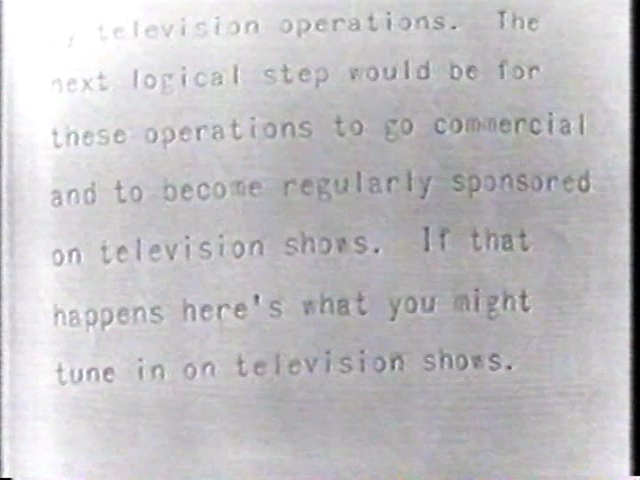 , television operations. The
next logical step would be for
these operations to go commercial
and to become regularly sponsored
on television shows. If that
happens here's what you might
tune in on television shows.